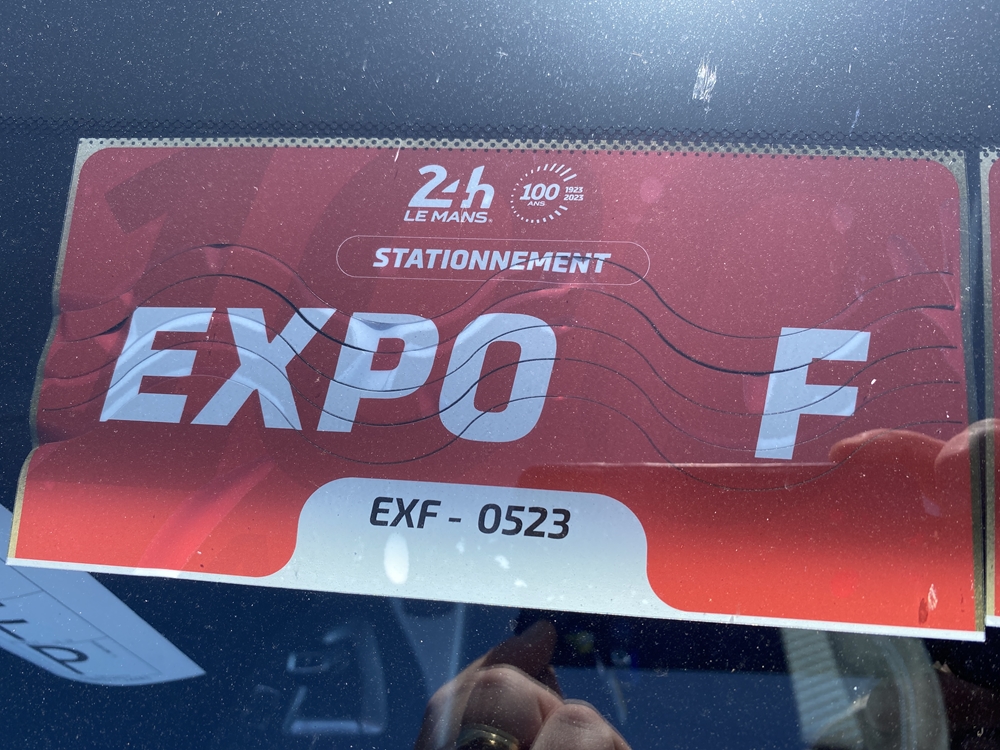 24h
LE MANS
100
ANS
1923
2023
STATIONNEMENT
EXPO F
EXF - 0523